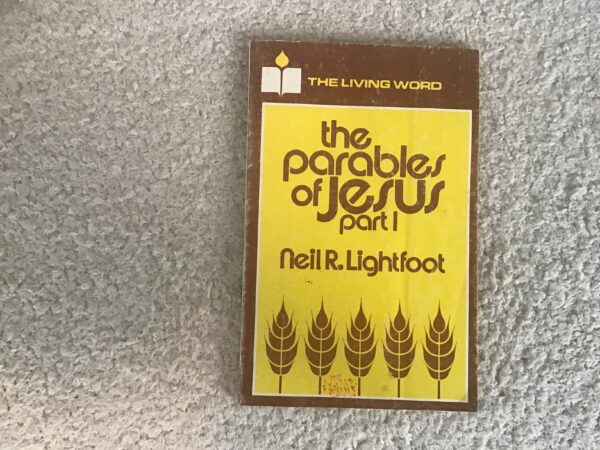 THE LIVING WORD
the
parables
of jesus
part I
Neil R. Lightfoot